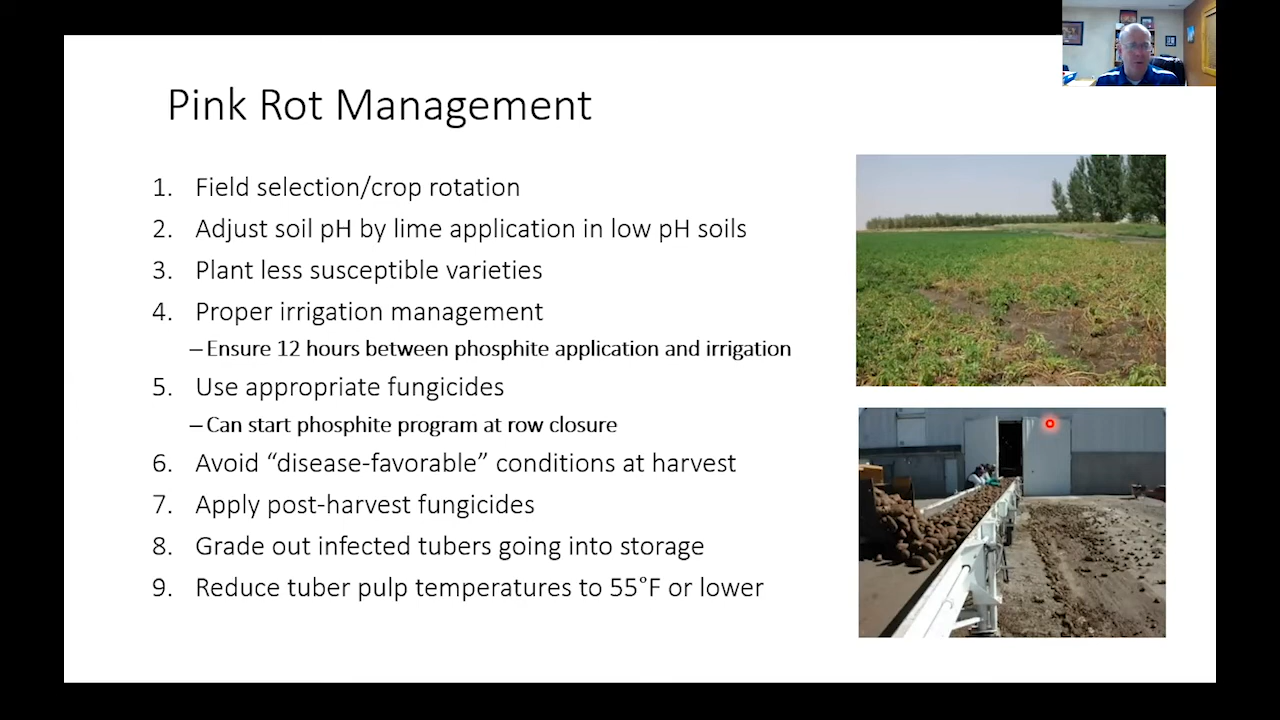 Pink Rot Management
1. Field selection/crop rotation
2. Adjust soil pH by lime application in low pH soils
3. Plant less susceptible varieties
4. Proper irrigation management
– Ensure 12 hours between phosphite application and irrigation
5. Use appropriate fungicides
– Can start phosphite program at row closure
6. Avoid “disease-favorable” conditions at harvest
7. Apply post-harvest fungicides
8. Grade out infected tubers going into storage
9. Reduce tuber pulp temperatures to 55°F or lower